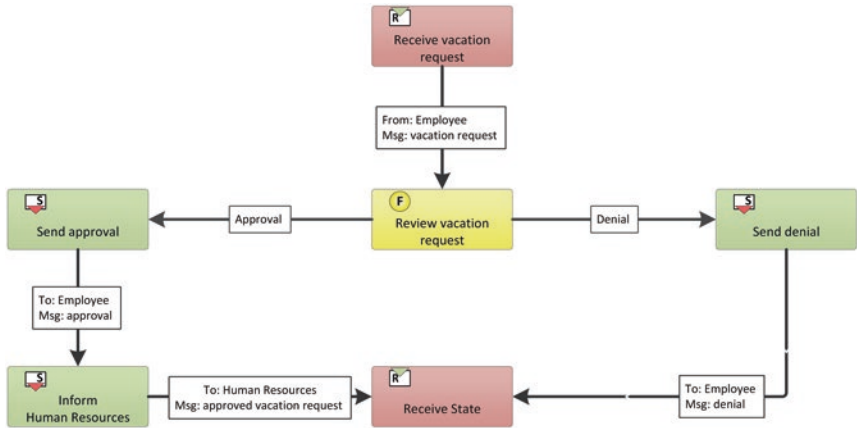 R
Receive vacation
request
From: Employee
Msg: vacation request
S
Send approval
Approval
F
Review vacation
request
Denial
S
Send denial
To: Employee
Msg: approval
S
Inform
Human Resources
To: Human Resources
Msg: approved vacation request
R
Receive State
To: Employee
Msg: denial